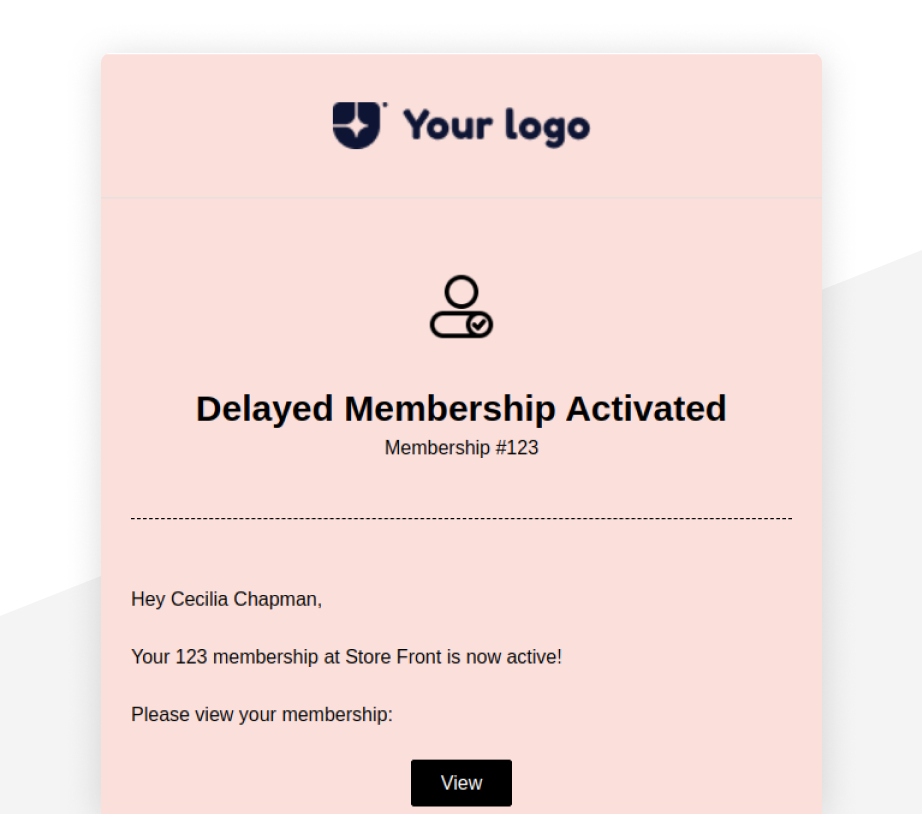 Your logo
Delayed Membership Activated
Membership #123
Hey Cecilia Chapman,
Your 123 membership at Store Front is now active!
Please view your membership:
View